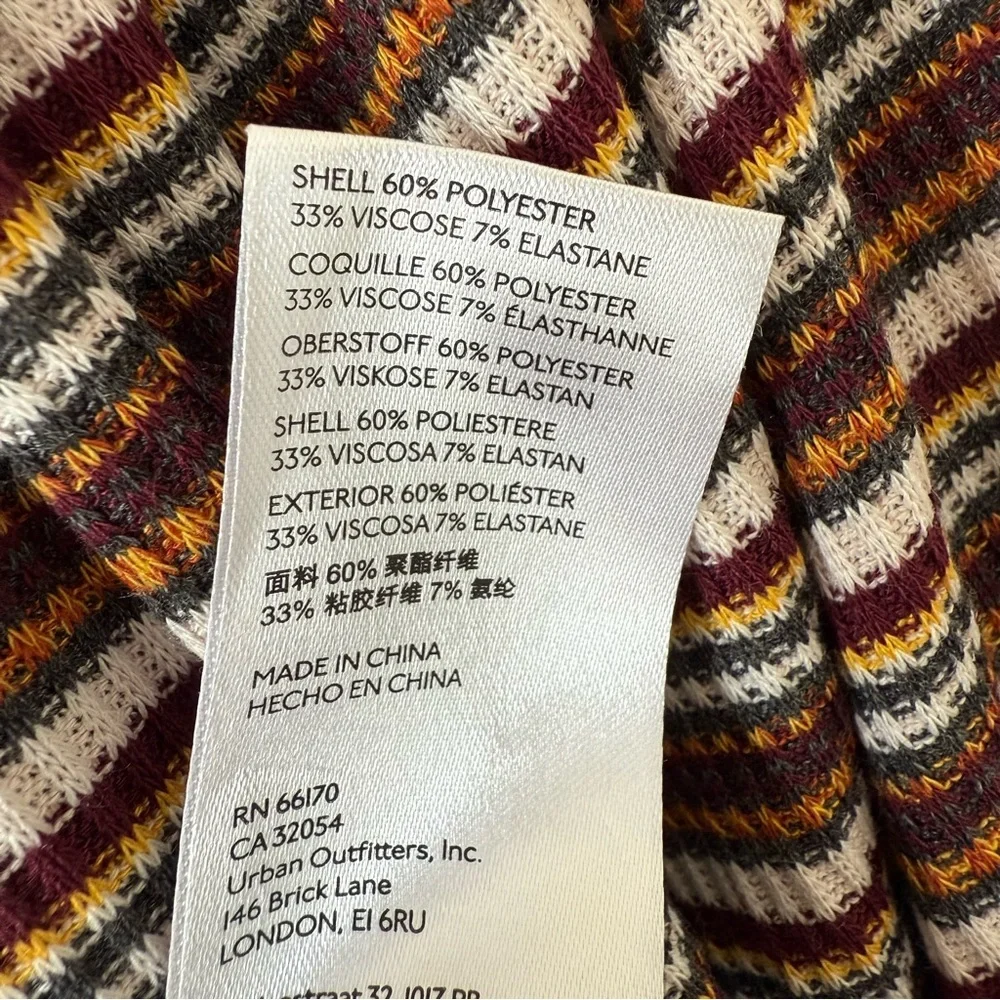 SHELL 60% POLYESTER
33% VISCOSE 7% ELASTANE
COQUILLE 60% POLYESTER
33% VISCOSE 7% ÉLASTHANNE
OBERSTOFF 60% POLYESTER
33% VISKOSE 7% ELASTAN
SHELL 60% POLIESTERE
33% VISCOSA 7% ELASTAN
EXTERIOR 60% POLIÉSTER
33% VISCOSA 7% ELASTANE
面料 60% 聚酯纤维
33% 粘胶纤维 7% 氨纶
MADE IN CHINA
HECHO EN CHINA
RN 66170
CA 32054
Urban Outfitters, Inc.
146 Brick Lane
LONDON, E1 6RU
32 1017